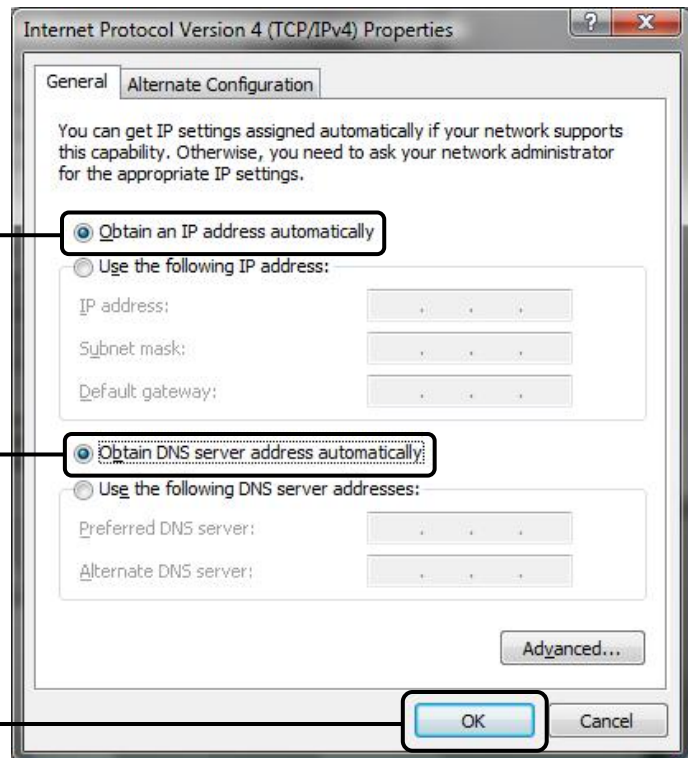 Internet Protocol Version 4 (TCP/IPv4) Properties
?
X
General
Alternate Configuration
You can get IP settings assigned automatically if your network supports
this capability. Otherwise, you need to ask your network administrator
for the appropriate IP settings.
Obtain an IP address automatically
Use the following IP address:
IP address:
Subnet mask:
Default gateway:
Obtain DNS server address automatically
Use the following DNS server addresses:
Preferred DNS server:
Alternate DNS server:
Advanced...
OK
Cancel